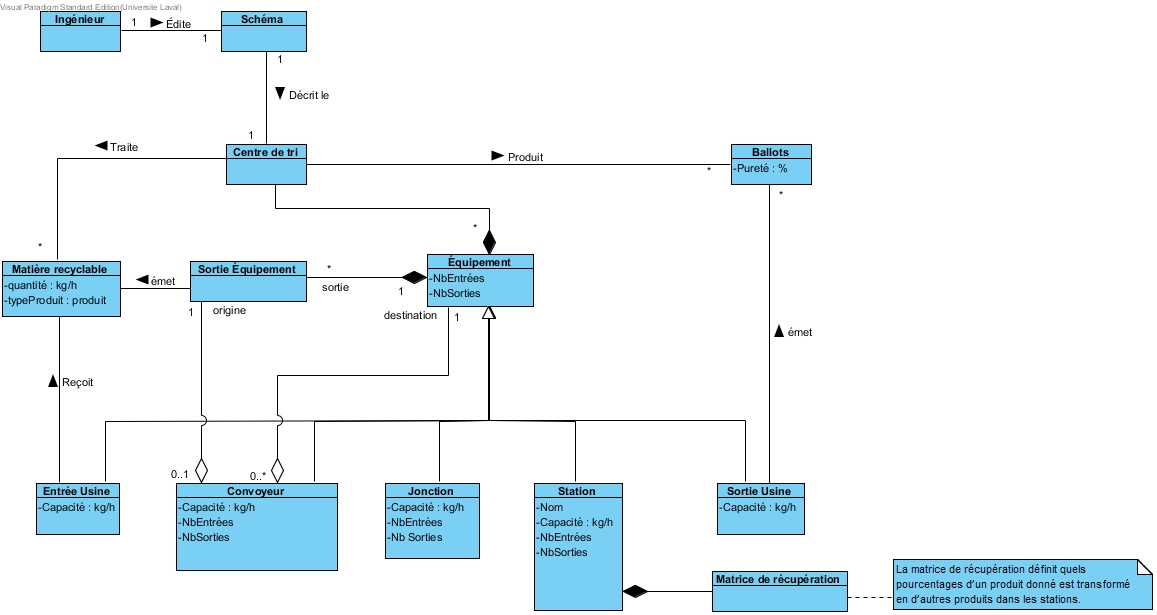 Visual Paradigm Standard Edition(Universite Laval)
Ingénieur
1
Édite
1
Schéma
1
Décrit le
1
Centre de tri
Traite
*
Produit
*
Ballots
-Pureté : %
*
*
Matière recyclable
-quantité : kg/h
-typeProduit : produit
émet
Sortie Équipement
*
sortie
1
Équipement
-NbEntrées
-NbSorties
1
origine
destination
1
émet
Reçoit
0..1
0..*
Entrée Usine
-Capacité : kg/h
Convoyeur
-Capacité : kg/h
-NbEntrées
-NbSorties
Jonction
-Capacité : kg/h
-NbEntrées
-Nb Sorties
Station
-Nom
-Capacité : kg/h
-NbEntrées
-NbSorties
Sortie Usine
-Capacité : kg/h
Matrice de récupération
La matrice de récupération définit quels
pourcentages d'un produit donné est transformé
en d'autres produits dans les stations.